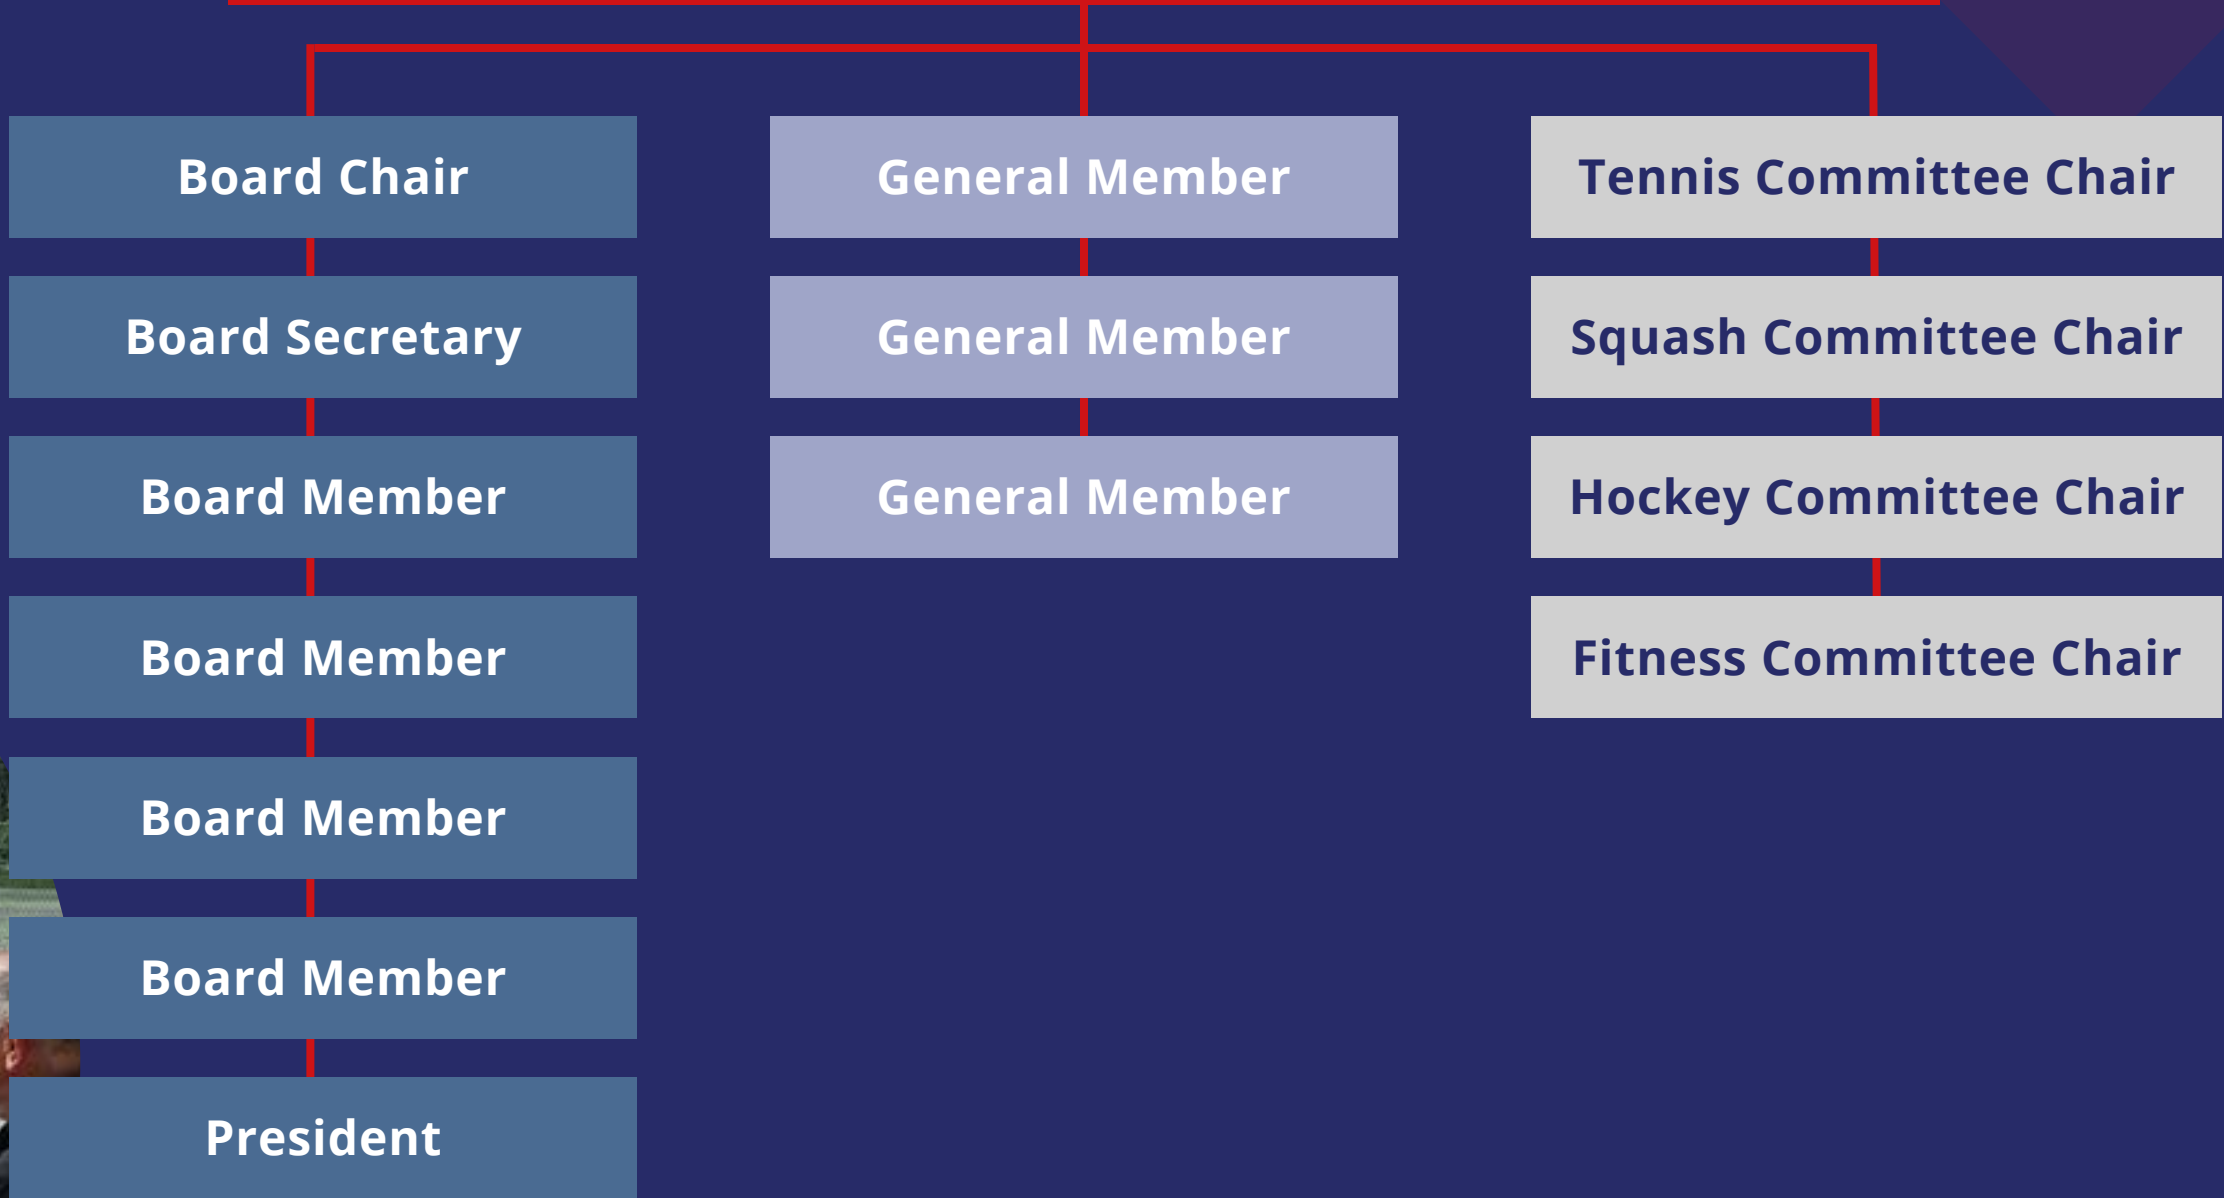 Board Chair
Board Secretary
Board Member
Board Member
Board Member
Board Member
President
General Member
General Member
General Member
Tennis Committee Chair
Squash Committee Chair
Hockey Committee Chair
Fitness Committee Chair